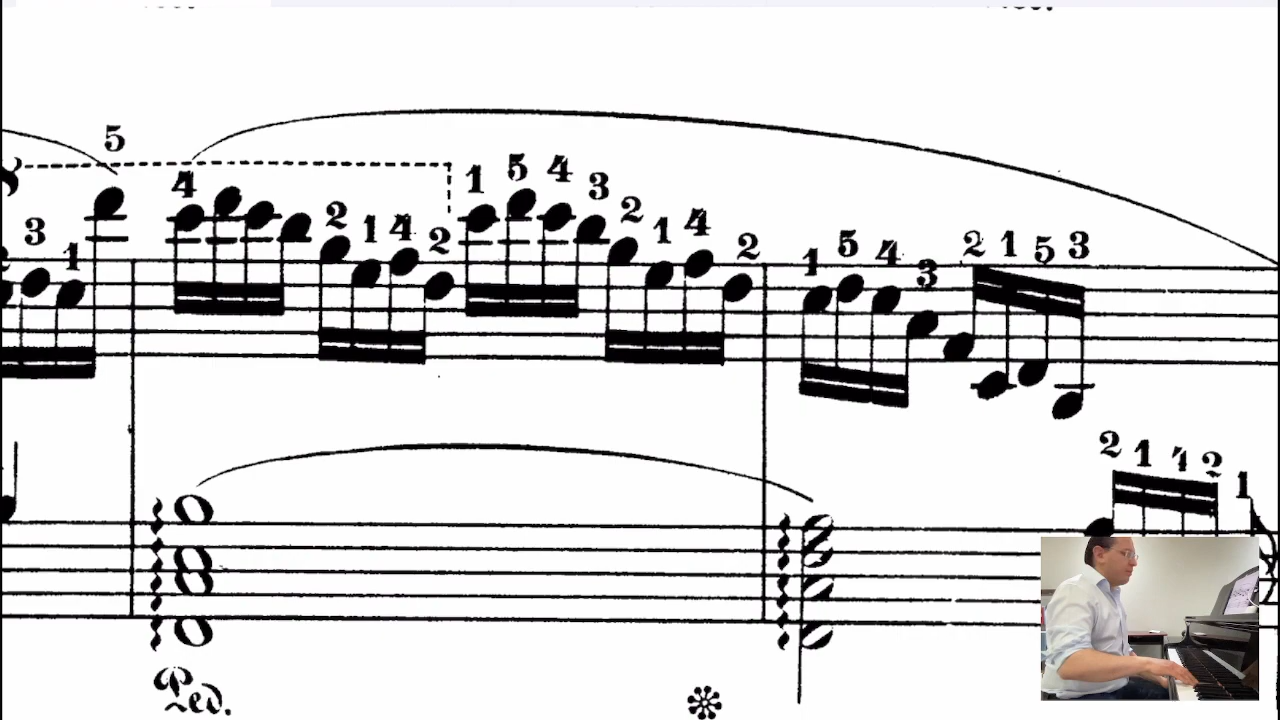 5
8
4
1 5 4 3
3 1 2 1 4 2 2 1 4 2
1 5 4 3 2 1 5 3
2 1 4 2 1
Ped.